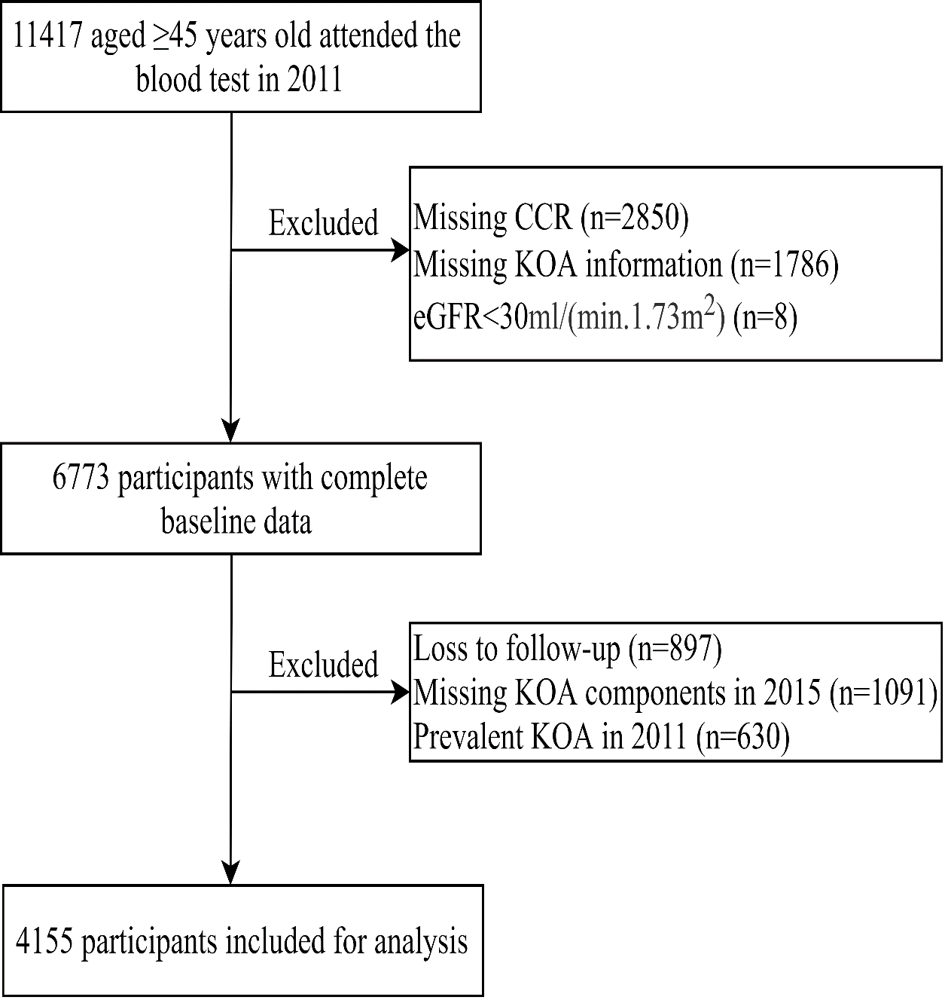 11417 aged ≥45 years old attended the
blood test in 2011
Excluded
Missing CCR (n=2850)
Missing KOA information (n=1786)
eGFR<30ml/(min.1.73m²) (n=8)
6773 participants with complete
baseline data
Excluded
Loss to follow-up (n=897)
Missing KOA components in 2015 (n=1091)
Prevalent KOA in 2011 (n=630)
4155 participants included for analysis